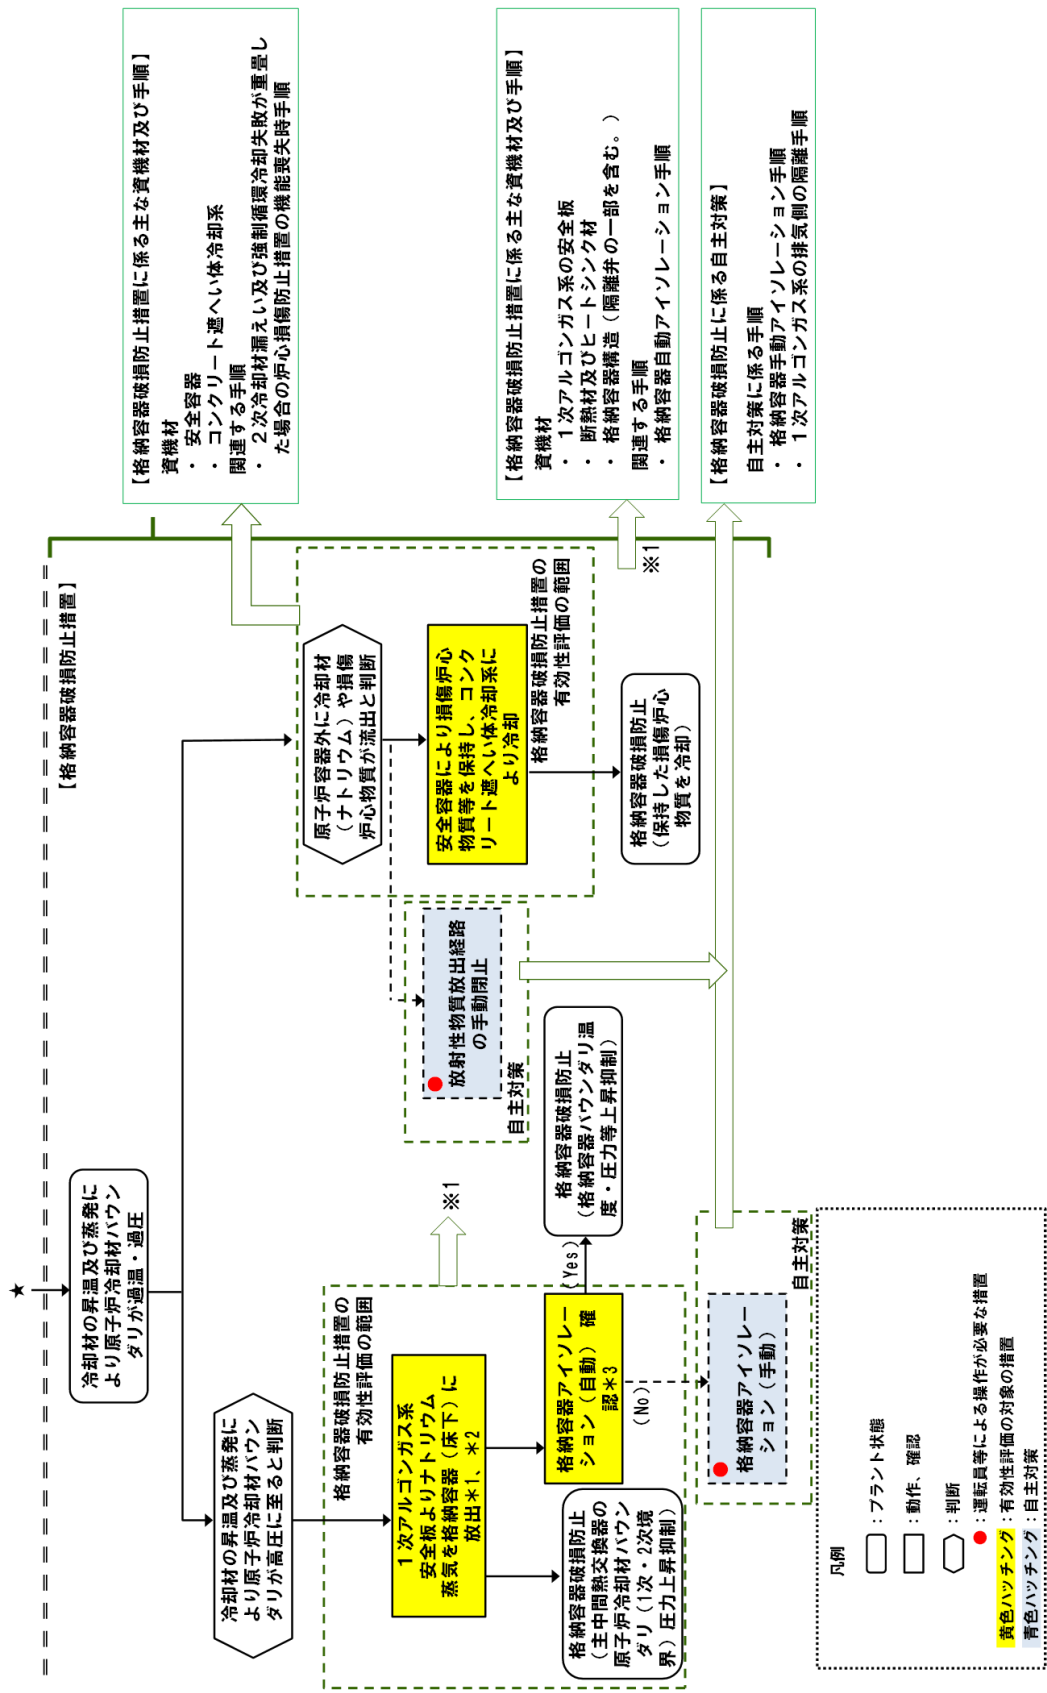 ★
冷却材の昇温及び蒸発に
より原子炉冷却材バウン
ダリが過温・過圧
【格納容器破損防止措置】
冷却材の昇温及び蒸発に
より原子炉冷却材バウン
ダリが高圧に至ると判断
格納容器破損防止措置の
有効性評価の範囲
1次アルゴンガス系
安全板よりナトリウム
蒸気を格納容器(床下)に
放出*1、*2
※1
格納容器破損防止
(主中間熱交換器の
原子炉冷却材バウン
ダリ(1次・2次境
界)圧力上昇抑制)
格納容器アイソレー
ション(自動)確
認*3
(Yes)
(No)
格納容器破損防止
(格納容器バウンダリ温
度・圧力等上昇抑制)
格納容器アイソレー
ション(手動)
自主対策
放射性物質放出経路
の手動閉止
自主対策
原子炉容器外に冷却材
(ナトリウム)や損傷
炉心物質が流出と判断
安全容器により損傷炉心
物質等を保持し、コンク
リート遮へい体冷却系に
より冷却
格納容器破損防止措置の
有効性評価の範囲
格納容器破損防止
(保持した損傷炉心
物質を冷却)
【格納容器破損防止措置に係る主な資機材及び手順】
資機材
・ 安全容器
・ コンクリート遮へい体冷却系
関連する手順
・ 2次冷却材漏えい及び強制循環冷却失敗が重畳し
た場合の炉心損傷防止措置の機能喪失時手順
※1
【格納容器破損防止措置に係る主な資機材及び手順】
資機材
・ 1次アルゴンガス系の安全板
・ 断熱材及びヒートシンク材
・ 格納容器構造(隔離弁の一部を含む。)
関連する手順
・ 格納容器自動アイソレーション手順
【格納容器破損防止に係る自主対策】
自主対策に係る手順
・ 格納容器手動アイソレーション手順
・ 1次アルゴンガス系の排気側の隔離手順
凡例
:プラント状態
:動作、確認
:判断
:運転員等による操作が必要な措置
黄色ハッチング:有効性評価の対象の措置
青色ハッチング:自主対策